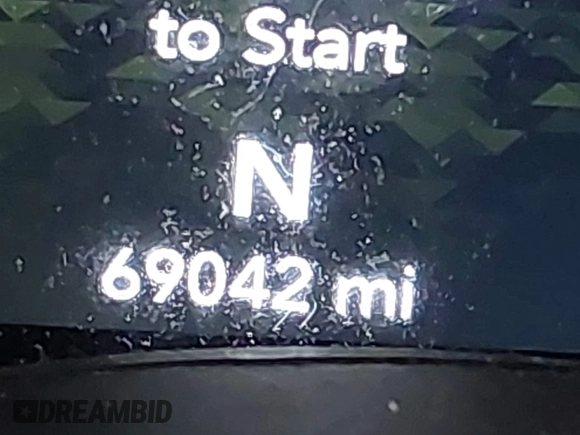 to Start
N
69042 mi
DREAMBID